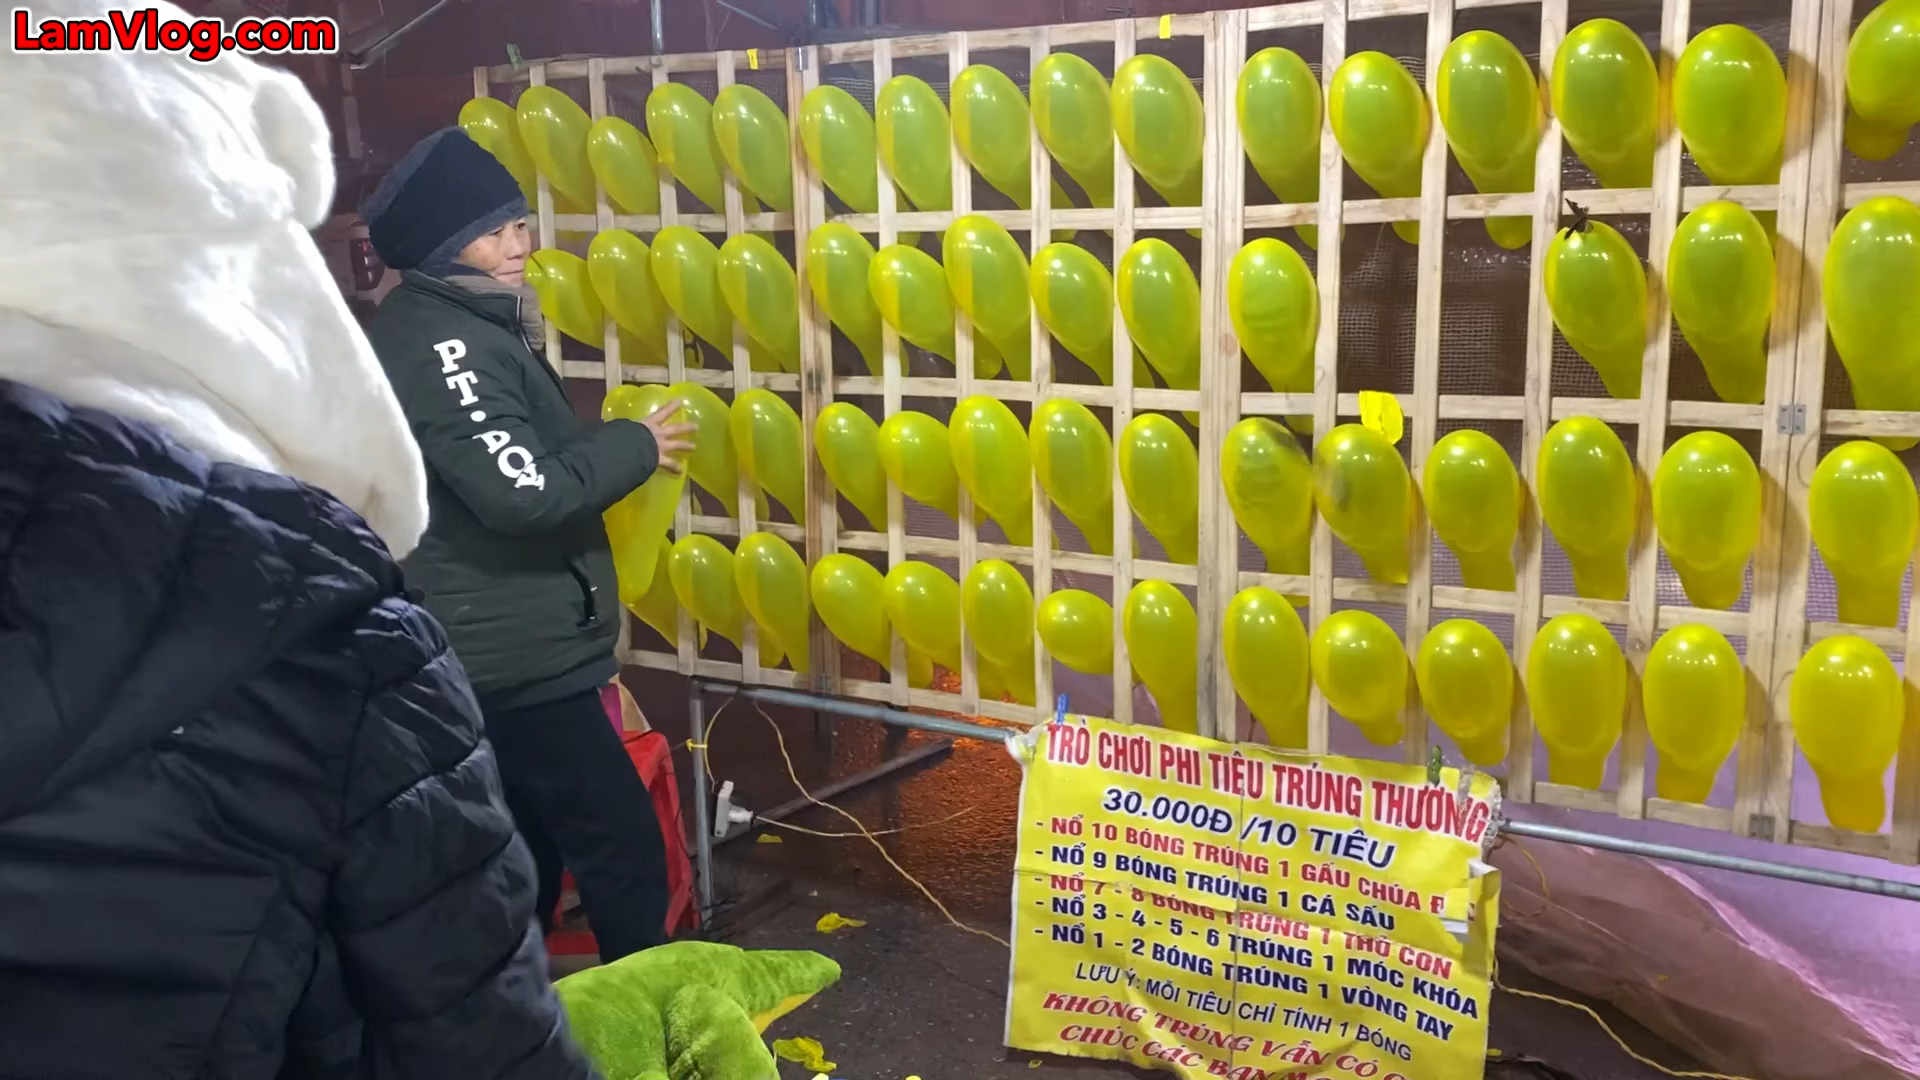 LamVlog.com
PT.AQY
TRÒ CHƠI PHI TIÊU TRÚNG THƯỞNG
30.000Đ /10 TIÊU
- NỔ 10 BÓNG TRÚNG 1 GẤU CHÚA
- NỔ 9 BÓNG TRÚNG 1 CÁ SẤU
- NỔ 7 - 8 BÓNG TRÚNG 1 THỎ CON
- NỔ 3 - 4 - 5 - 6 TRÚNG 1 MÓC KHÓA
- NỔ 1 - 2 BÓNG TRÚNG 1 VÒNG TAY
LƯU Ý: MỖI TIÊU CHỈ TÍNH 1 BÓNG
KHÔNG TRÚNG VẪN CÓ
CHÚC CÁC BẠN